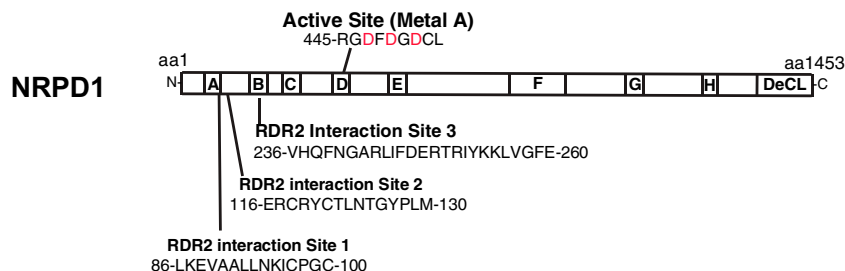 Active Site (Metal A)
445-RGDFDGDCL
aa1
aa1453
NRPD1
N- A B C D E F G H DeCL -C
RDR2 Interaction Site 3
236-VHQFNGARLIFDERTRIYKKLVGFE-260
RDR2 interaction Site 2
116-ERCRYCTLNTGYPLM-130
RDR2 interaction Site 1
86-LKEVAALLNKICPGC-100